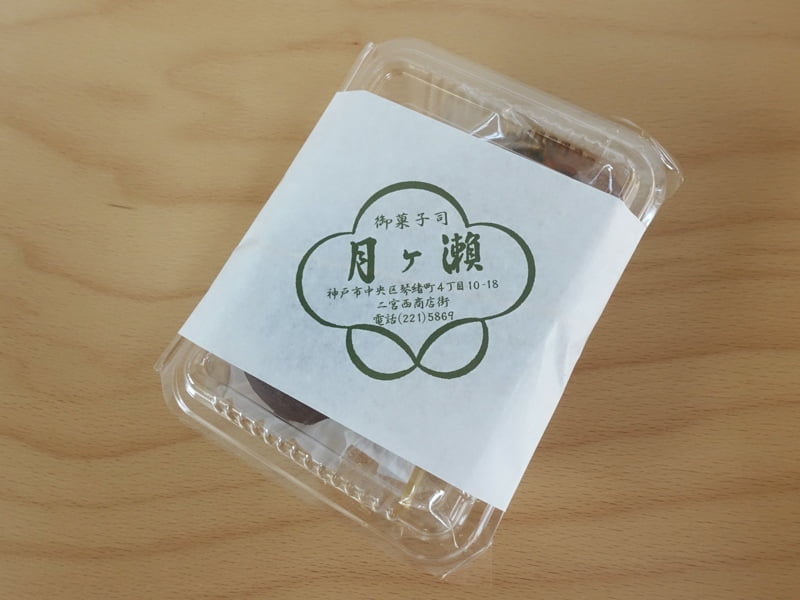 御菓子司
月ヶ瀬
神戸市中央区琴緒町4丁目10-18
二宮西商店街
電話(221)5869